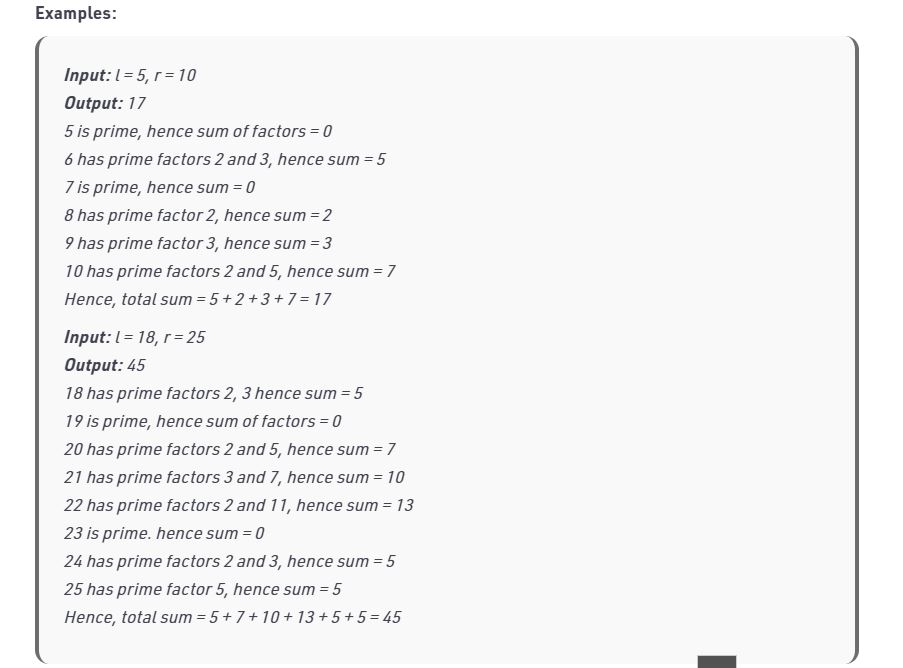 Examples:
Input: l = 5, r = 10
Output: 17
5 is prime, hence sum of factors = 0
6 has prime factors 2 and 3, hence sum = 5
7 is prime, hence sum = 0
8 has prime factor 2, hence sum = 2
9 has prime factor 3, hence sum = 3
10 has prime factors 2 and 5, hence sum = 7
Hence, total sum = 5 + 2 + 3 + 7 = 17
Input: l = 18, r = 25
Output: 45
18 has prime factors 2, 3 hence sum = 5
19 is prime, hence sum of factors = 0
20 has prime factors 2 and 5, hence sum = 7
21 has prime factors 3 and 7, hence sum = 10
22 has prime factors 2 and 11, hence sum = 13
23 is prime. hence sum = 0
24 has prime factors 2 and 3, hence sum = 5
25 has prime factor 5, hence sum = 5
Hence, total sum = 5 + 7 + 10 + 13 + 5 + 5 = 45